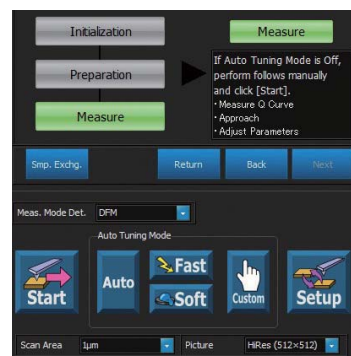 Initialization
Preparation
Measure
Measure
If Auto Tuning Mode is Off,
perform follows manually
and click [Start].
・Measure Q Curve
・Approach
・Adjust Parameters
Smp. Exchg.
Return
Back
Next
Meas. Mode Det.
DFM
Auto Tuning Mode
Start
Auto
Fast
Soft
Custom
Setup
Scan Area
1μm
Picture
HiRes (512×512)